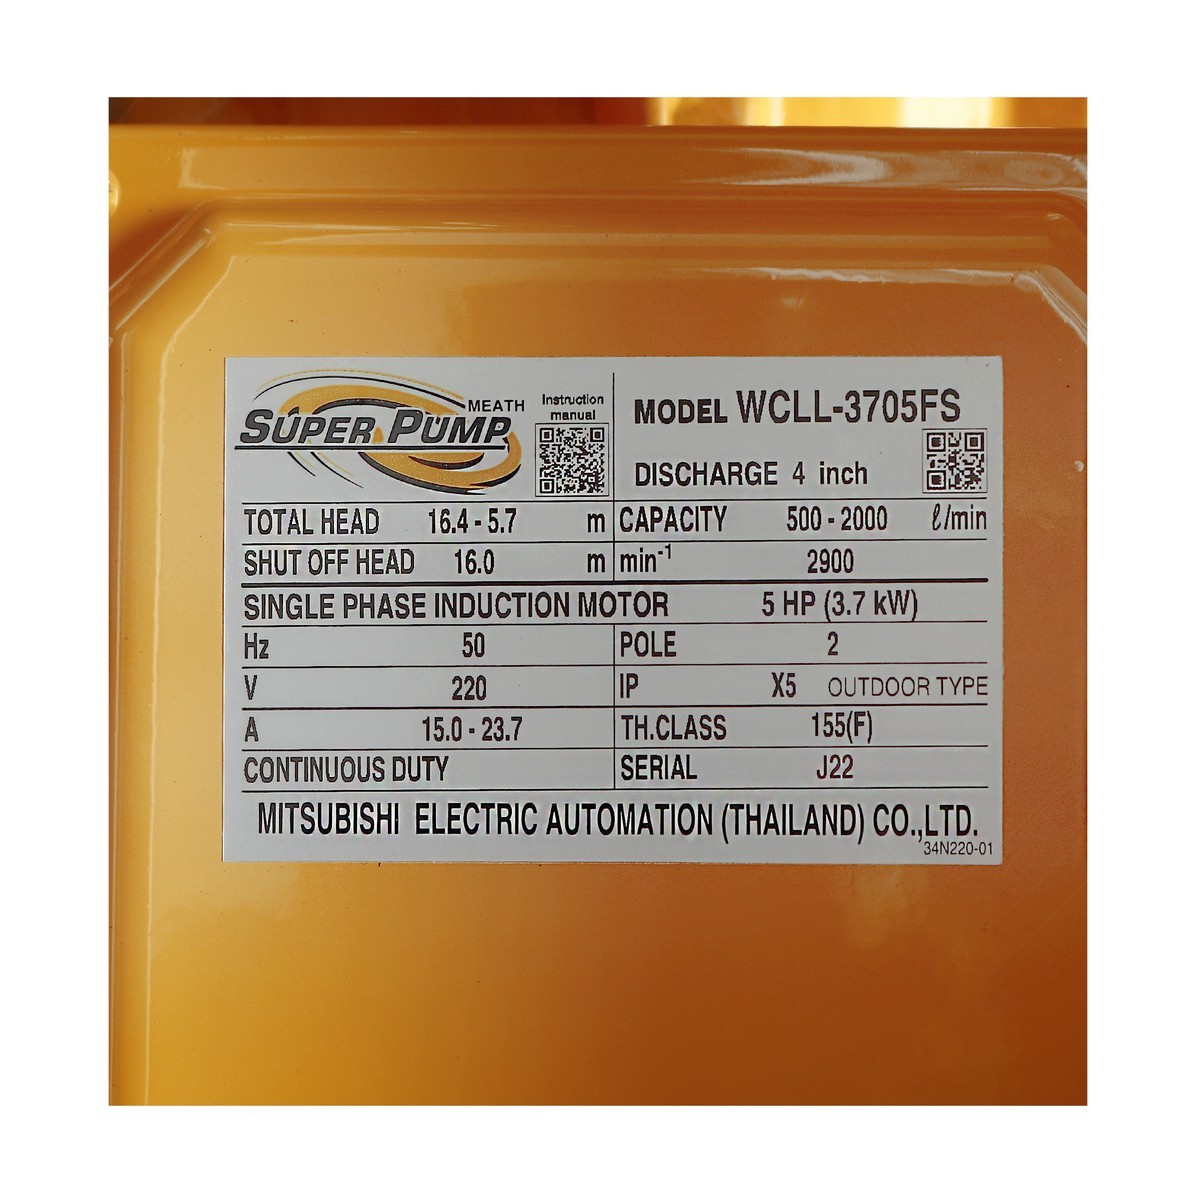 MEATH
SUPER PUMP
Instruction
manual
MODEL WCLL-3705FS
DISCHARGE 4 inch
TOTAL HEAD 16.4 - 5.7 m CAPACITY 500 - 2000 ℓ/min
SHUT OFF HEAD 16.0 m min⁻¹ 2900
SINGLE PHASE INDUCTION MOTOR 5 HP (3.7 kW)
Hz 50 POLE 2
V 220 IP X5 OUTDOOR TYPE
A 15.0 - 23.7 TH.CLASS 155(F)
CONTINUOUS DUTY SERIAL J22
MITSUBISHI ELECTRIC AUTOMATION (THAILAND) CO.,LTD.
34N220-01